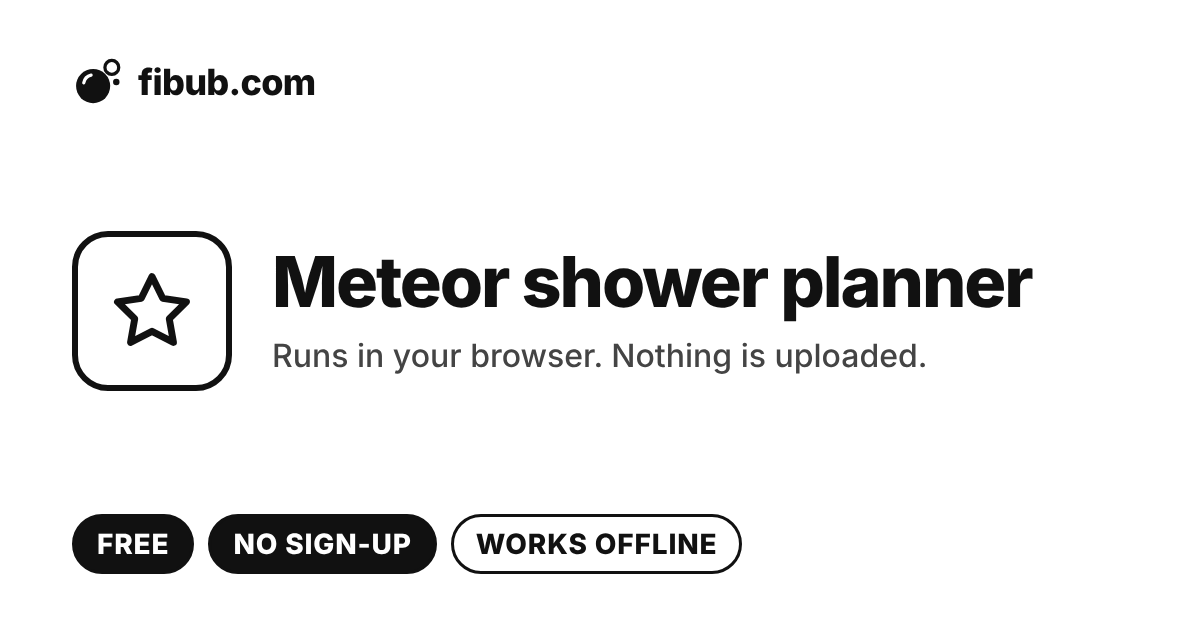 fibub.com
Meteor shower planner
Runs in your browser. Nothing is uploaded.
FREE
NO SIGN-UP
WORKS OFFLINE